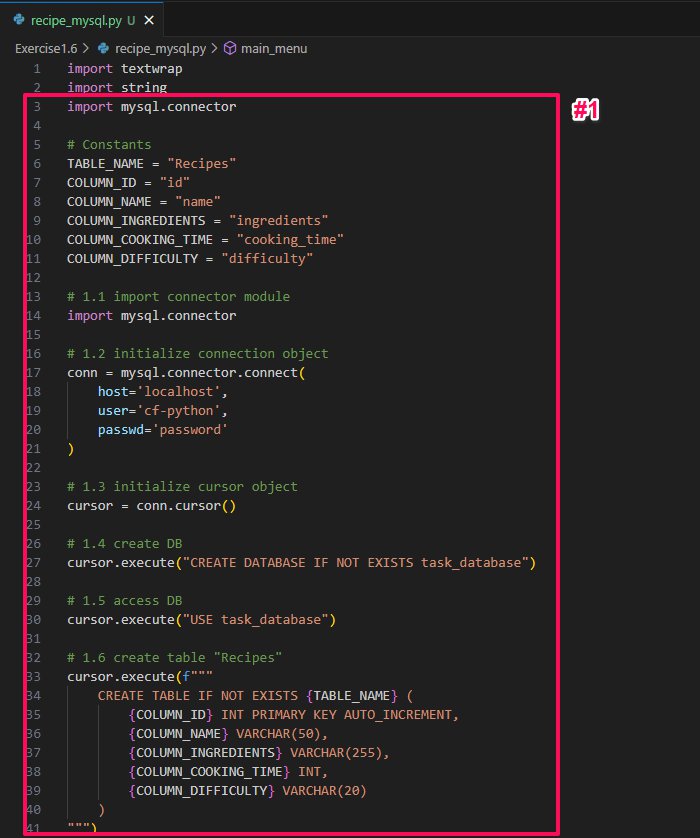 recipe_mysql.py U ×
Exercise1.6 > recipe_mysql.py > main_menu
1 import textwrap
2 import string
3 import mysql.connector
4
5 # Constants
6 TABLE_NAME = "Recipes"
7 COLUMN_ID = "id"
8 COLUMN_NAME = "name"
9 COLUMN_INGREDIENTS = "ingredients"
10 COLUMN_COOKING_TIME = "cooking_time"
11 COLUMN_DIFFICULTY = "difficulty"
12
13 # 1.1 import connector module
14 import mysql.connector
15
16 # 1.2 initialize connection object
17 conn = mysql.connector.connect(
18     host='localhost',
19     user='cf-python',
20     passwd='password'
21 )
22
23 # 1.3 initialize cursor object
24 cursor = conn.cursor()
25
26 # 1.4 create DB
27 cursor.execute("CREATE DATABASE IF NOT EXISTS task_database")
28
29 # 1.5 access DB
30 cursor.execute("USE task_database")
31
32 # 1.6 create table "Recipes"
33 cursor.execute(f"""
34     CREATE TABLE IF NOT EXISTS {TABLE_NAME} (
35         {COLUMN_ID} INT PRIMARY KEY AUTO_INCREMENT,
36         {COLUMN_NAME} VARCHAR(50),
37         {COLUMN_INGREDIENTS} VARCHAR(255),
38         {COLUMN_COOKING_TIME} INT,
39         {COLUMN_DIFFICULTY} VARCHAR(20)
40     )
41 """)
#1